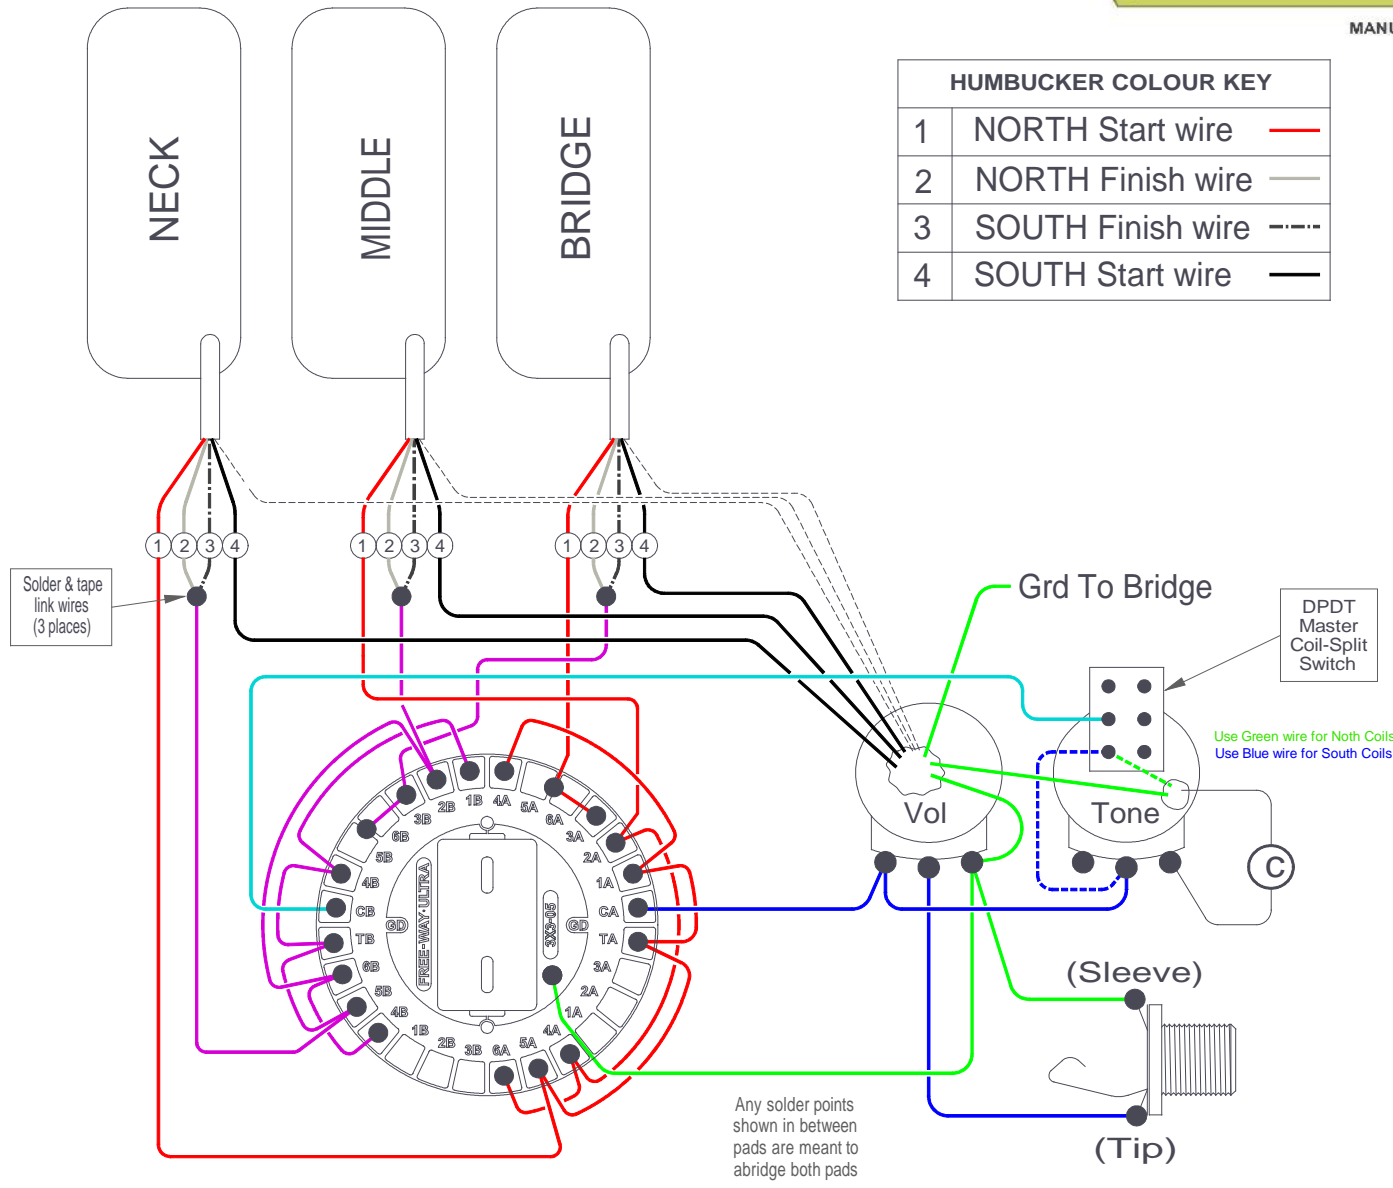 MANU
HUMBUCKER COLOUR KEY
1 NORTH Start wire
2 NORTH Finish wire
3 SOUTH Finish wire
4 SOUTH Start wire
NECK
MIDDLE
BRIDGE
1 2 3 4
1 2 3 4
1 2 3 4
Solder & tape
link wires
(3 places)
Grd To Bridge
DPDT
Master
Coil-Split
Switch
Use Green wire for Noth Coils
Use Blue wire for South Coils
Vol
Tone
C
1B
2B
3B
6B
5B
4B
CB
TB
6B
5B
4B
1B
2B
3B
4A
5A
6A
3A
2A
1A
CA
TA
3A
2A
1A
4A
5A
6A
GD
GD
FREE-WAY-ULTRA
3X3-05
(Sleeve)
(Tip)
Any solder points
shown in between
pads are meant to
abridge both pads